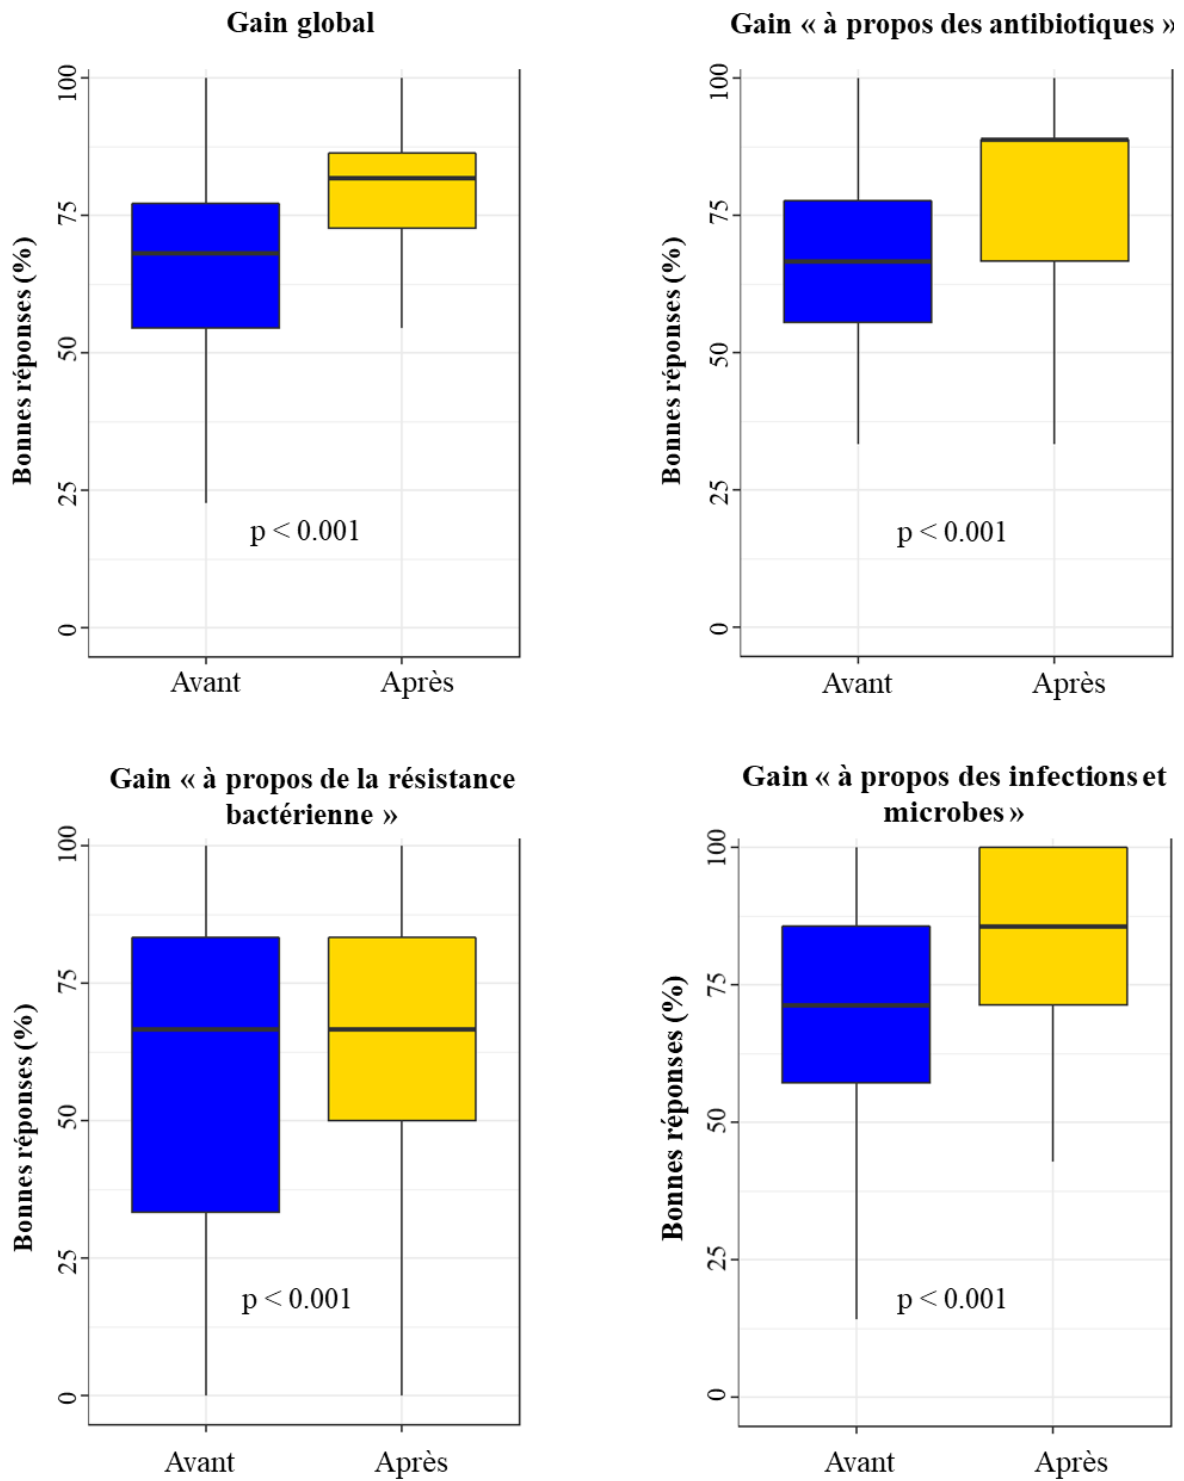 Gain global
Bonnes réponses (%)
100
75
50
25
0
p < 0.001
Avant Après
Gain « à propos des antibiotiques »
Bonnes réponses (%)
100
75
50
25
0
p < 0.001
Avant Après
Gain « à propos de la résistance
bactérienne »
Bonnes réponses (%)
100
75
50
25
0
p < 0.001
Avant Après
Gain « à propos des infections et
microbes »
Bonnes réponses (%)
100
75
50
25
0
p < 0.001
Avant Après